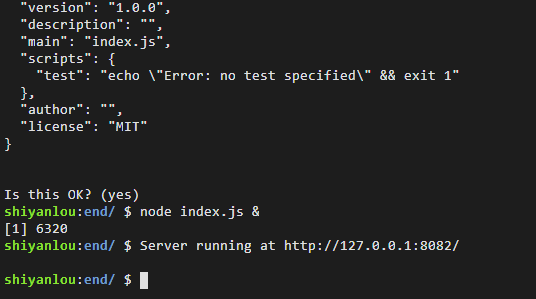 "version": "1.0.0",
"description": "",
"main": "index.js",
"scripts": {
"test": "echo \"Error: no test specified\" && exit 1"
},
"author": "",
"license": "MIT"
}
Is this OK? (yes)
shiyanlou:end/ $ node index.js &
[1] 6320
shiyanlou:end/ $ Server running at http://127.0.0.1:8082/
shiyanlou:end/ $